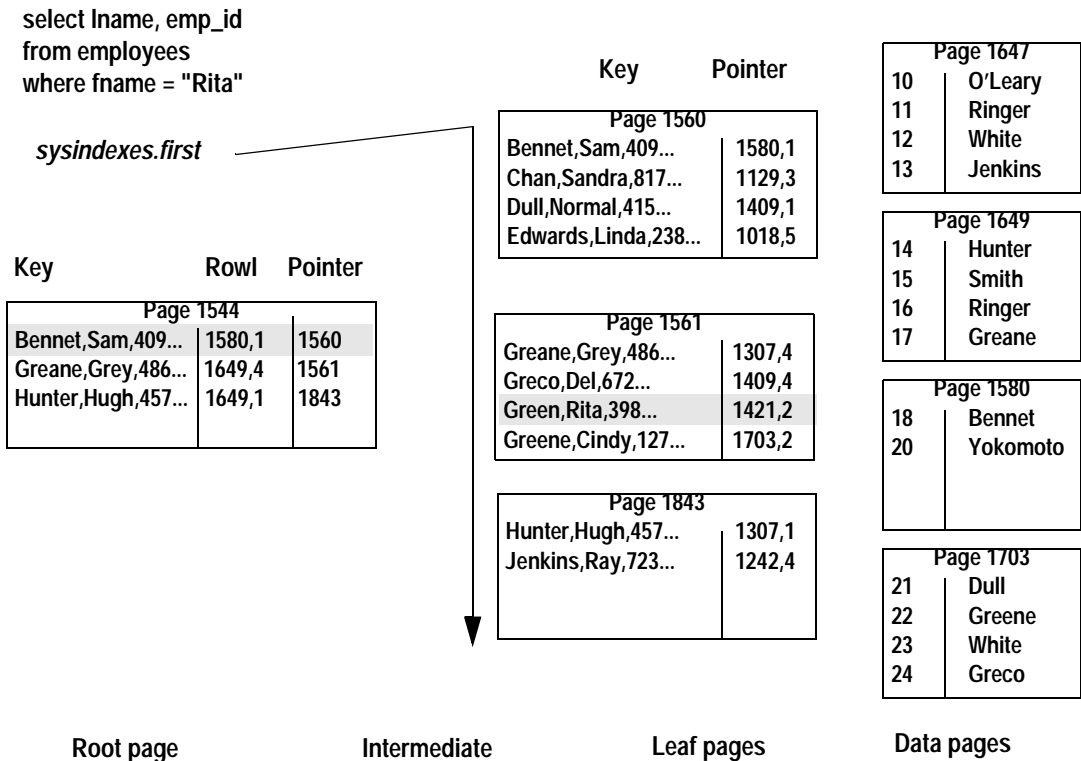 select lname, emp_id
from employees
where fname = "Rita"
sysindexes.first
Key RowI Pointer
Page 1544
Bennet,Sam,409... 1580,1 1560
Greane,Grey,486... 1649,4 1561
Hunter,Hugh,457... 1649,1 1843
Key Pointer
Page 1560
Bennet,Sam,409... 1580,1
Chan,Sandra,817... 1129,3
Dull,Normal,415... 1409,1
Edwards,Linda,238... 1018,5
Page 1561
Greane,Grey,486... 1307,4
Greco,Del,672... 1409,4
Green,Rita,398... 1421,2
Greene,Cindy,127... 1703,2
Page 1843
Hunter,Hugh,457... 1307,1
Jenkins,Ray,723... 1242,4
Page 1647
10 O’Leary
11 Ringer
12 White
13 Jenkins
Page 1649
14 Hunter
15 Smith
16 Ringer
17 Greane
Page 1580
18 Bennet
20 Yokomoto
Page 1703
21 Dull
22 Greene
23 White
24 Greco
Root page
Intermediate
Leaf pages
Data pages